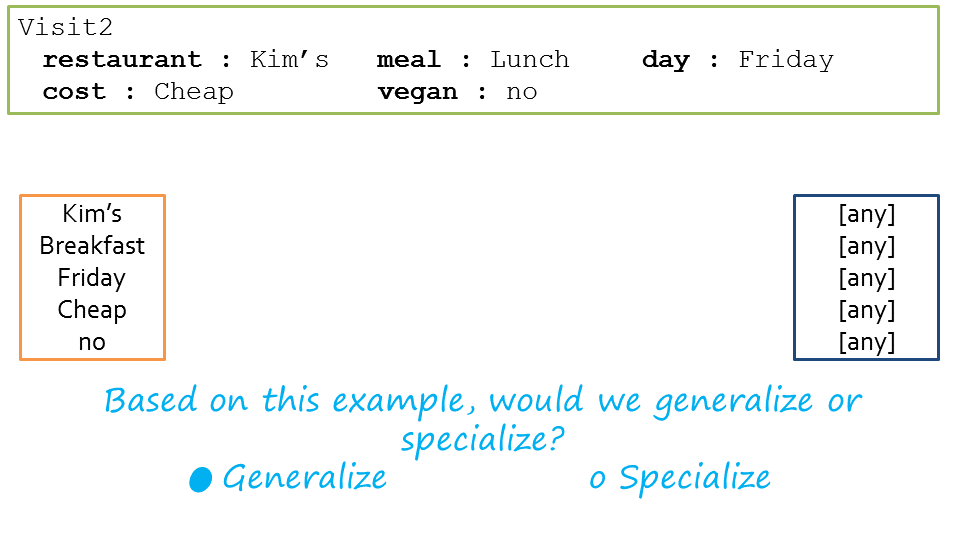 Visit2
restaurant : Kim’s meal : Lunch day : Friday
cost : Cheap vegan : no
Kim’s
Breakfast
Friday
Cheap
no
[any]
[any]
[any]
[any]
[any]
Based on this example, would we generalize or
specialize?
● Generalize o Specialize